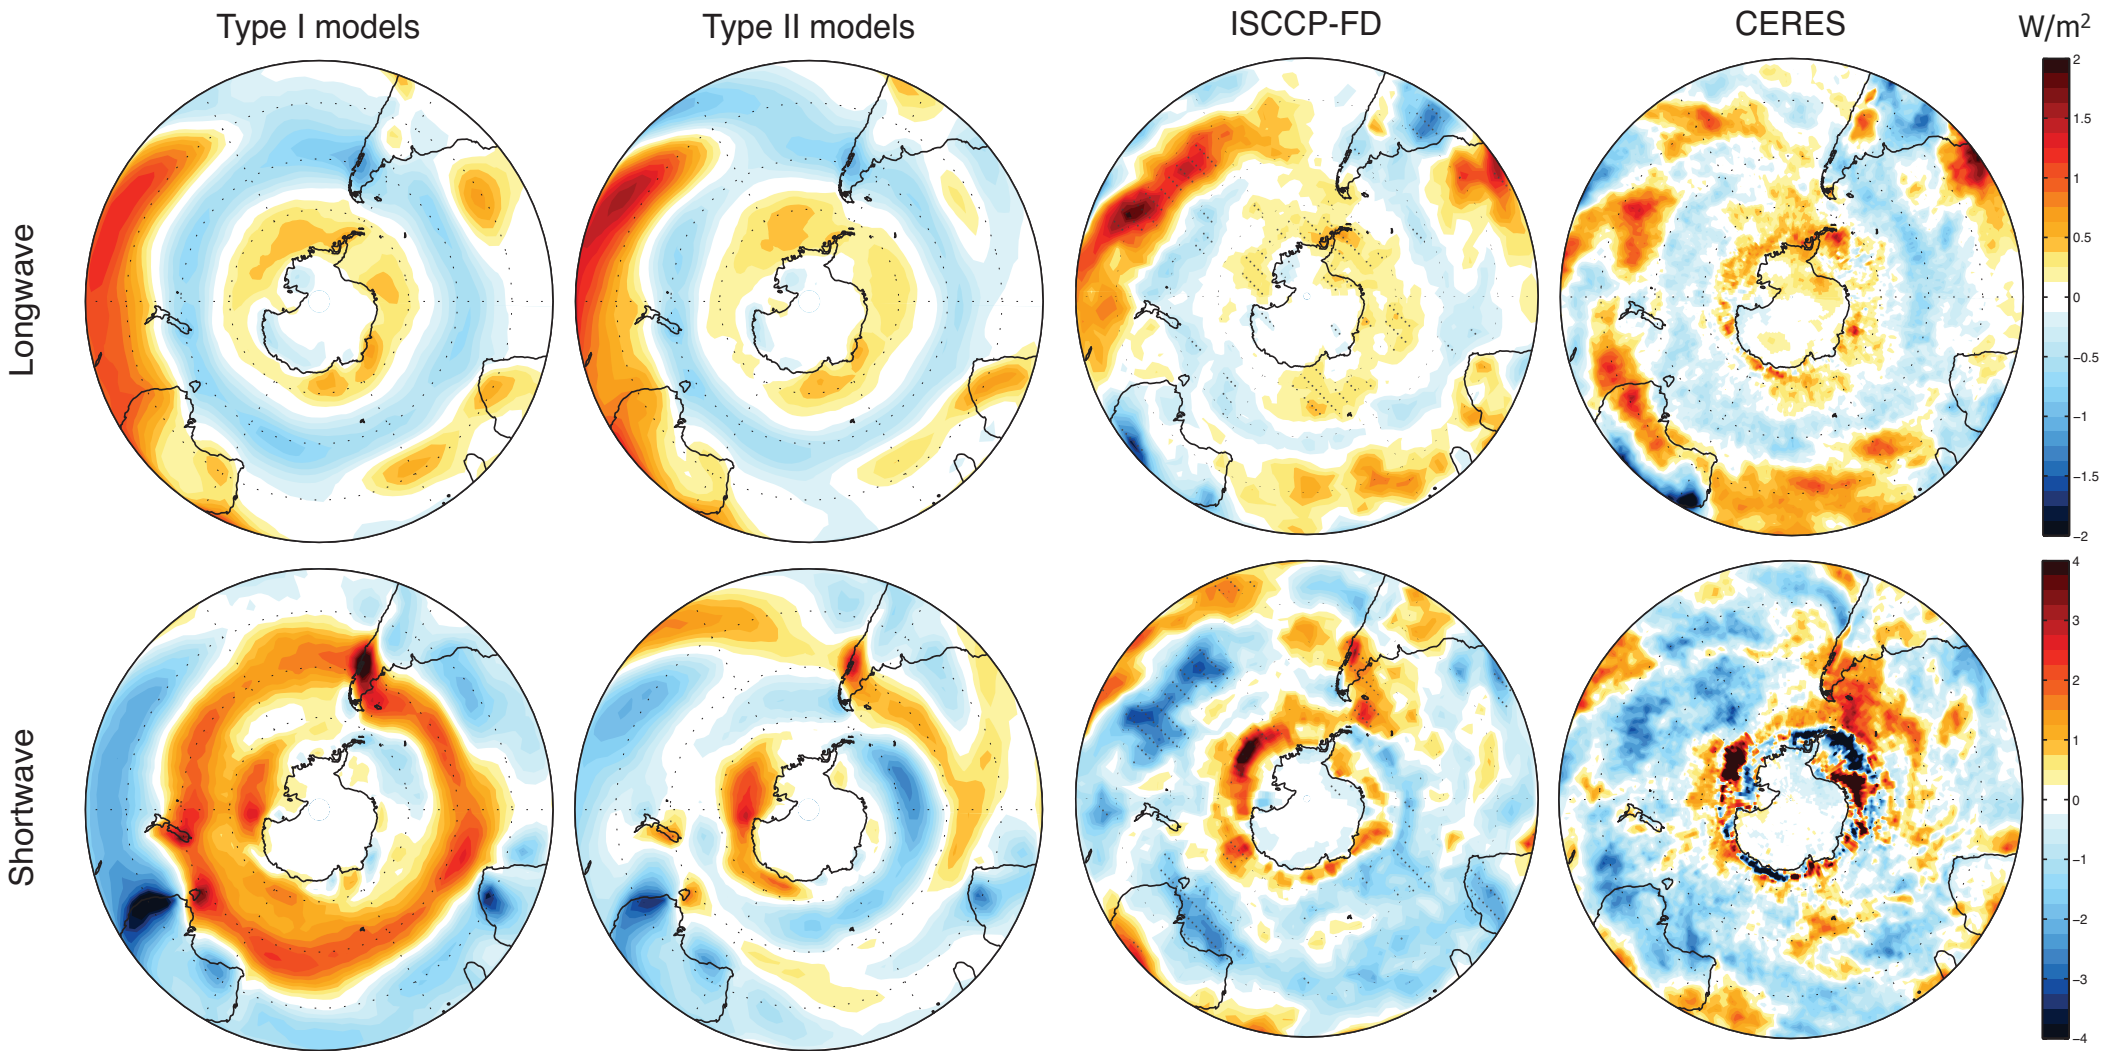 Type I models
Type II models
ISCCP-FD
CERES
W/m²
Longwave
2
1.5
1
0.5
0
−0.5
−1
−1.5
−2
Shortwave
4
3
2
1
0
−1
−2
−3
−4